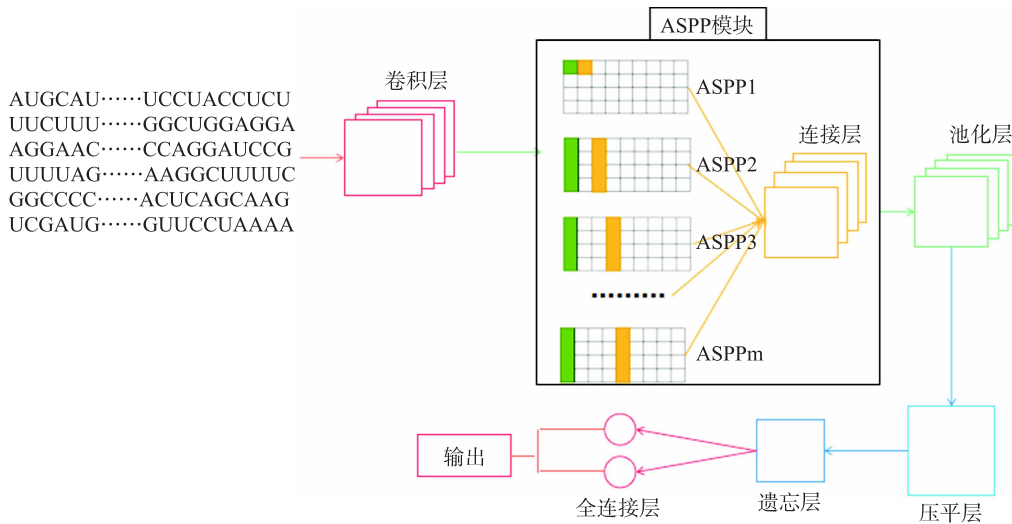 ASPP模块
卷积层
AUGCAU……UCCUACCUCU
UUCUUU……GGCUGGAGGA
AGGAAC……CCAGGAUCCG
UUUUAG……AAGGCUUUUC
GGCCCC……ACUCAGCAAG
UCGAUG……GUUCCUAAAA
ASPP1
ASPP2
ASPP3
………
ASPPm
连接层
池化层
输出
全连接层
遗忘层
压平层